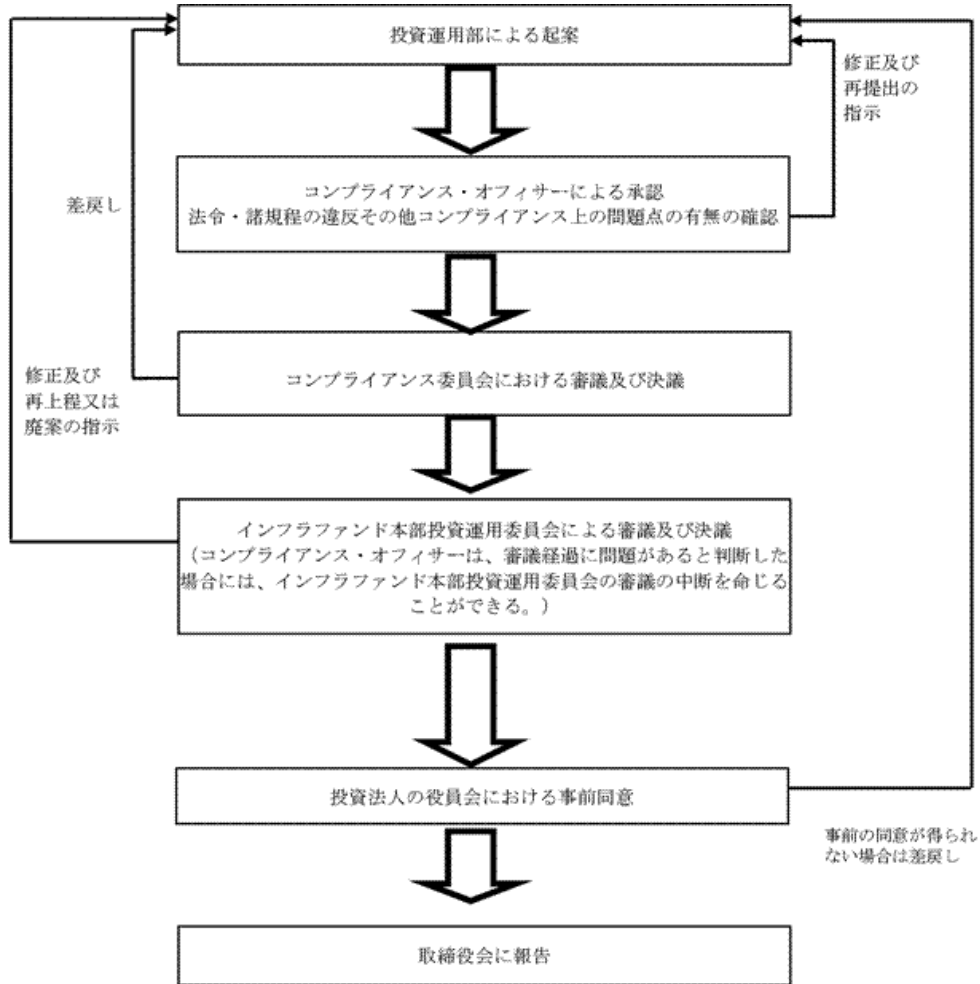 投資運用部による起案
修正及び
再提出の
指示
コンプライアンス・オフィサーによる承認
法令・諸規程の違反その他コンプライアンス上の問題点の有無の確認
差戻し
コンプライアンス委員会における審議及び決議
修正及び
再上程又は
廃案の指示
インフラファンド本部投資運用委員会による審議及び決議
（コンプライアンス・オフィサーは、審議経過に問題があると判断した
場合には、インフラファンド本部投資運用委員会の審議の中断を命じる
ことができる。）
投資法人の役員会における事前同意
事前の同意が得られ
ない場合は差戻し
取締役会に報告